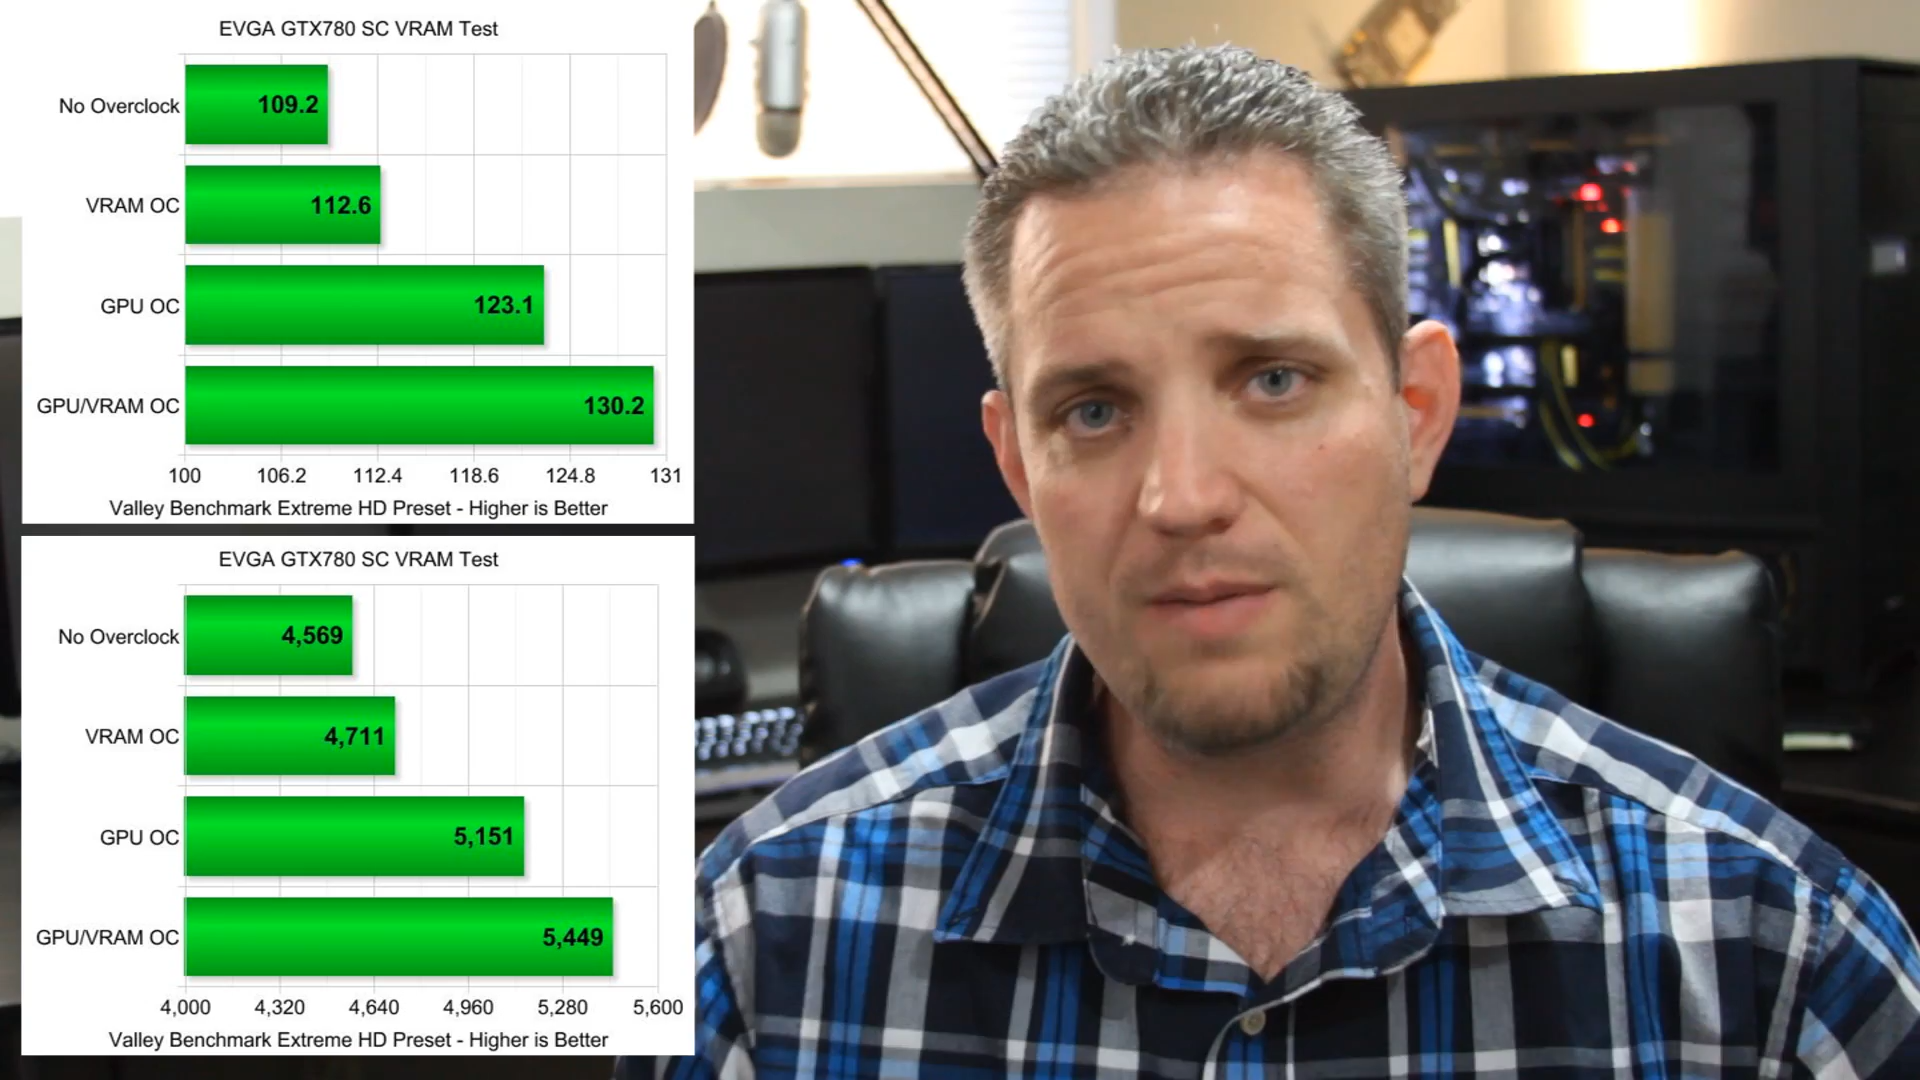 EVGA GTX780 SC VRAM Test
No Overclock 109.2
VRAM OC 112.6
GPU OC 123.1
GPU/VRAM OC 130.2
100 106.2 112.4 118.6 124.8 131
Valley Benchmark Extreme HD Preset - Higher is Better
EVGA GTX780 SC VRAM Test
No Overclock 4,569
VRAM OC 4,711
GPU OC 5,151
GPU/VRAM OC 5,449
4,000 4,320 4,640 4,960 5,280 5,600
Valley Benchmark Extreme HD Preset - Higher is Better